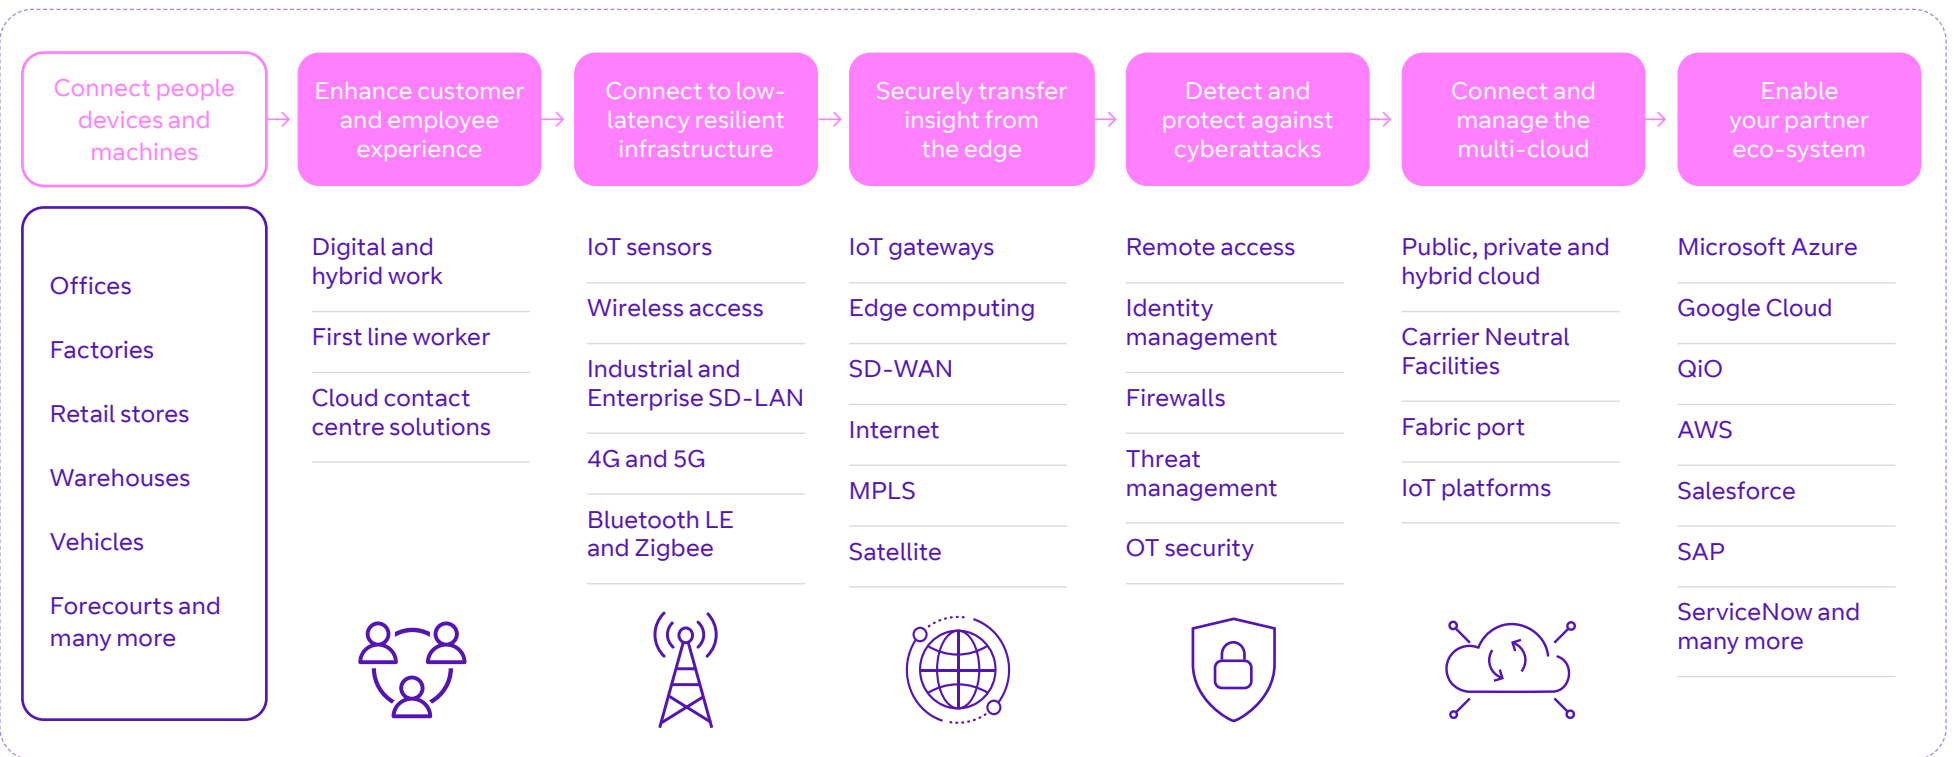 Connect people
devices and
machines
Enhance customer
and employee
experience
Connect to low-
latency resilient
infrastructure
Securely transfer
insight from
the edge
Detect and
protect against
cyberattacks
Connect and
manage the
multi-cloud
Enable
your partner
eco-system
Offices
Factories
Retail stores
Warehouses
Vehicles
Forecourts and
many more
Digital and
hybrid work
First line worker
Cloud contact
centre solutions
IoT sensors
Wireless access
Industrial and
Enterprise SD-LAN
4G and 5G
Bluetooth LE
and Zigbee
IoT gateways
Edge computing
SD-WAN
Internet
MPLS
Satellite
Remote access
Identity
management
Firewalls
Threat
management
OT security
Public, private and
hybrid cloud
Carrier Neutral
Facilities
Fabric port
IoT platforms
Microsoft Azure
Google Cloud
QiO
AWS
Salesforce
SAP
ServiceNow and
many more